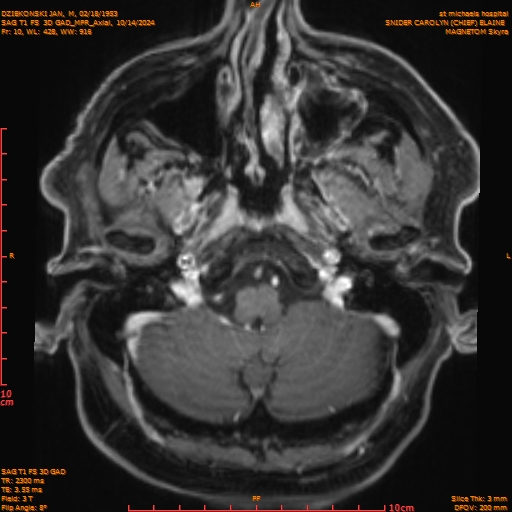 DZIEKONSKI JAN, M, 02/18/1953
SAG T1 FS 3D GAD_MPR_Axial, 10/14/2024
Fr: 10, WL: 428, WW: 916
AH
st michaels hospital
SNIDER CAROLYN (CHIEF) ELAINE
MAGNETOM Skyra
R
L
10
cm
SAG T1 FS 3D GAD
TR: 2300 ms
TE: 3.55 ms
Field: 3 T
Flip Angle: 8°
PF
10cm
Slice Thk: 3 mm
DFOV: 200 mm